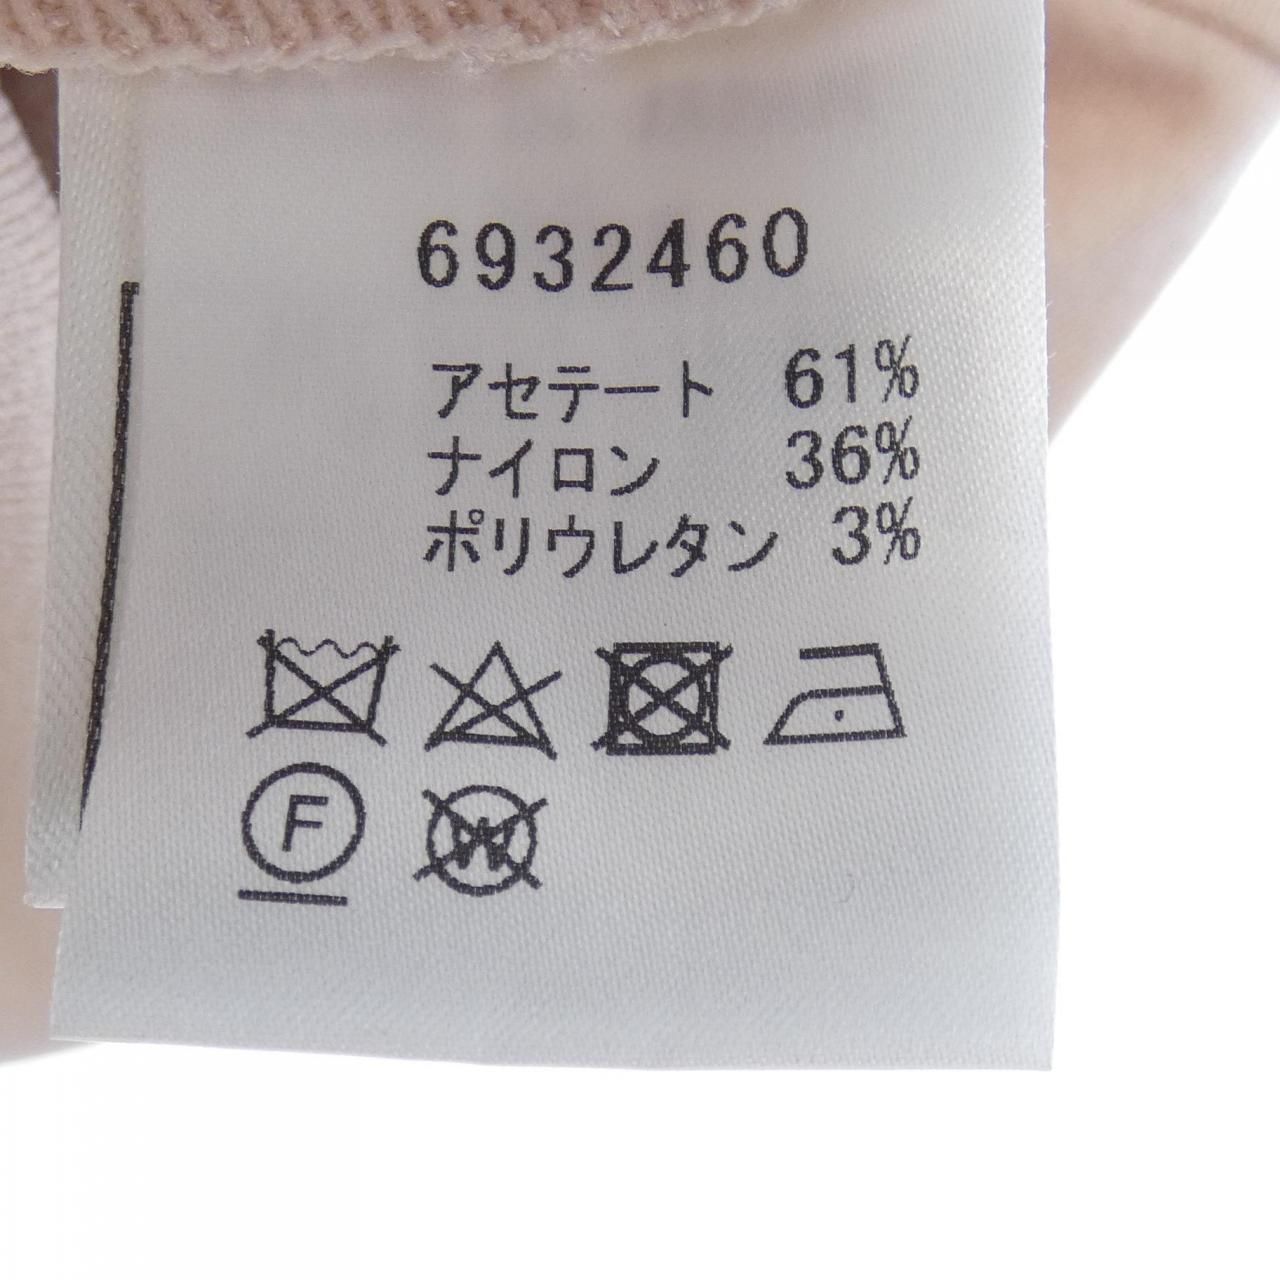 6932460
アセテート 61%
ナイロン 36%
ポリウレタン 3%
F
W